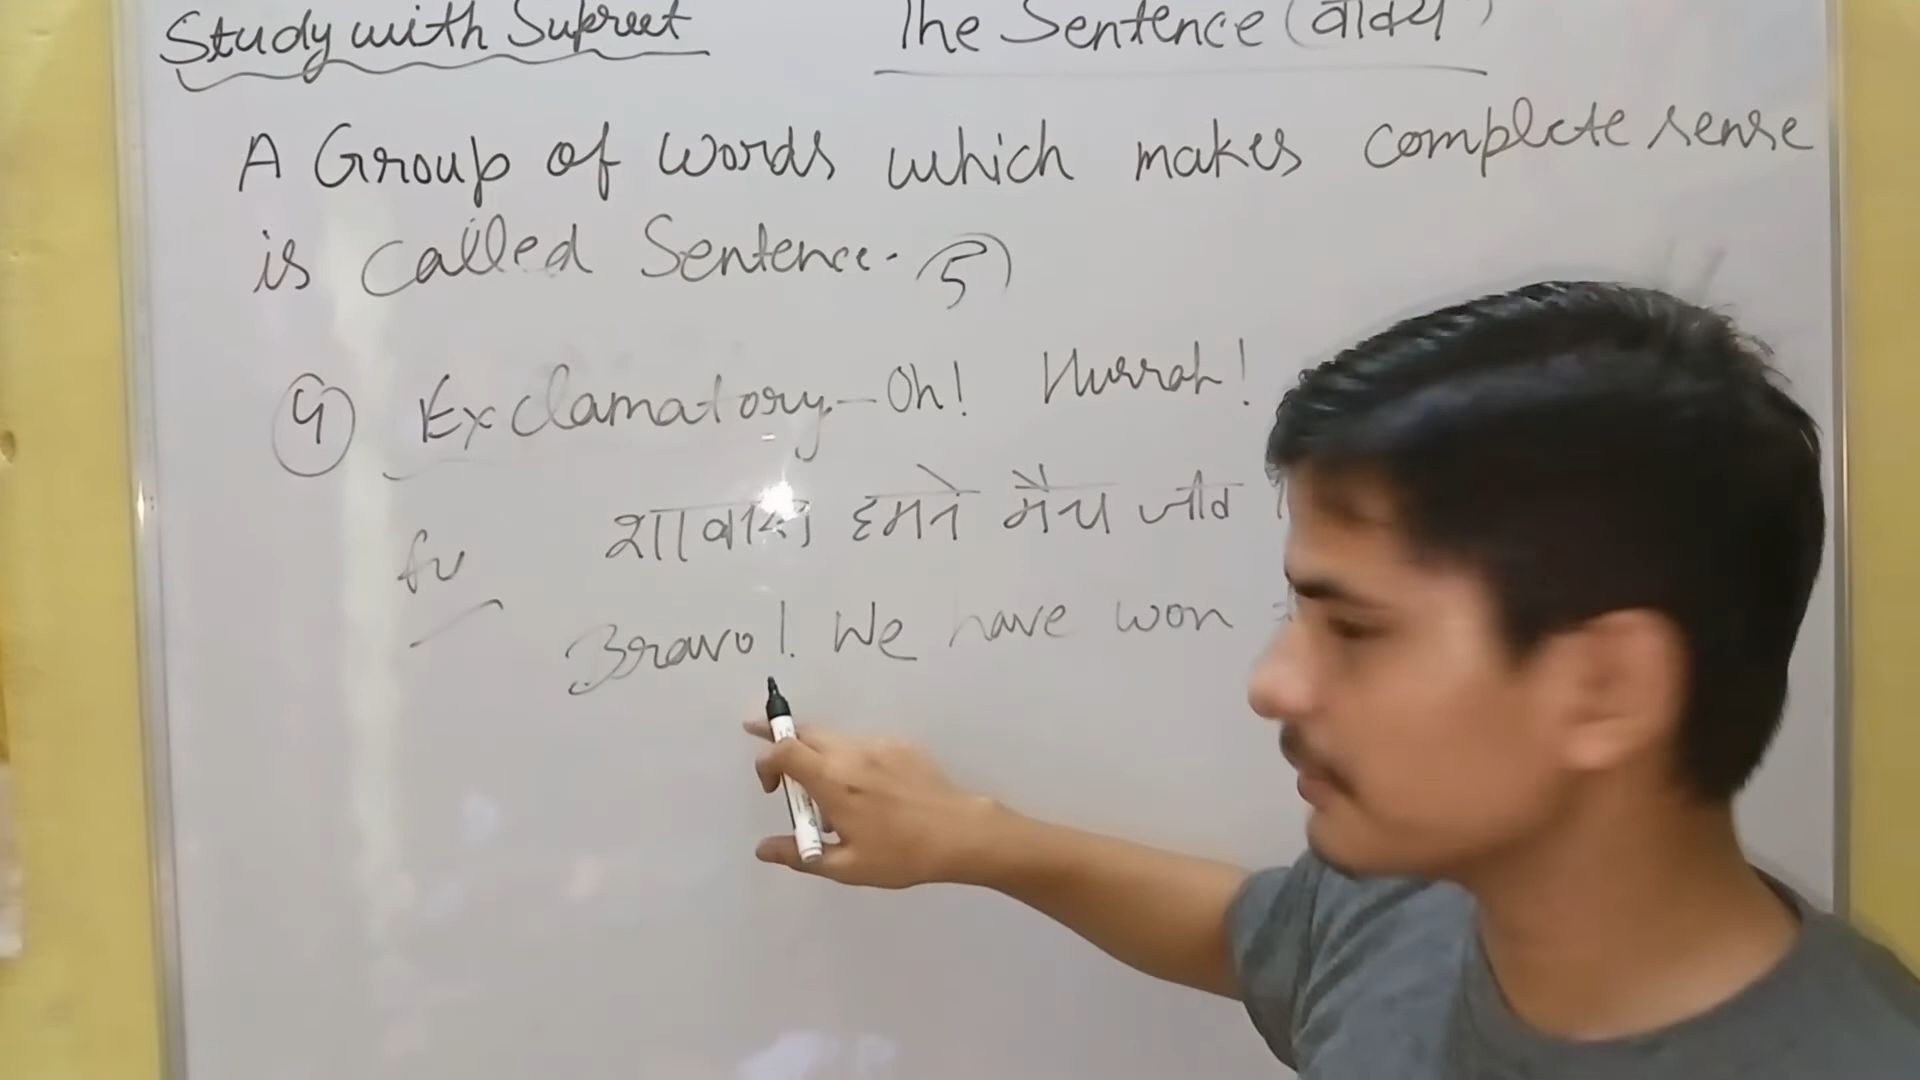 Study with Supreet
The Sentence (वाक्य)
A Group of words which makes complete sense
is called Sentence. (5)
4 Exclamatory - Oh! Hurrah!
शाबाश हमने मैच जीत
Bravo! We have won